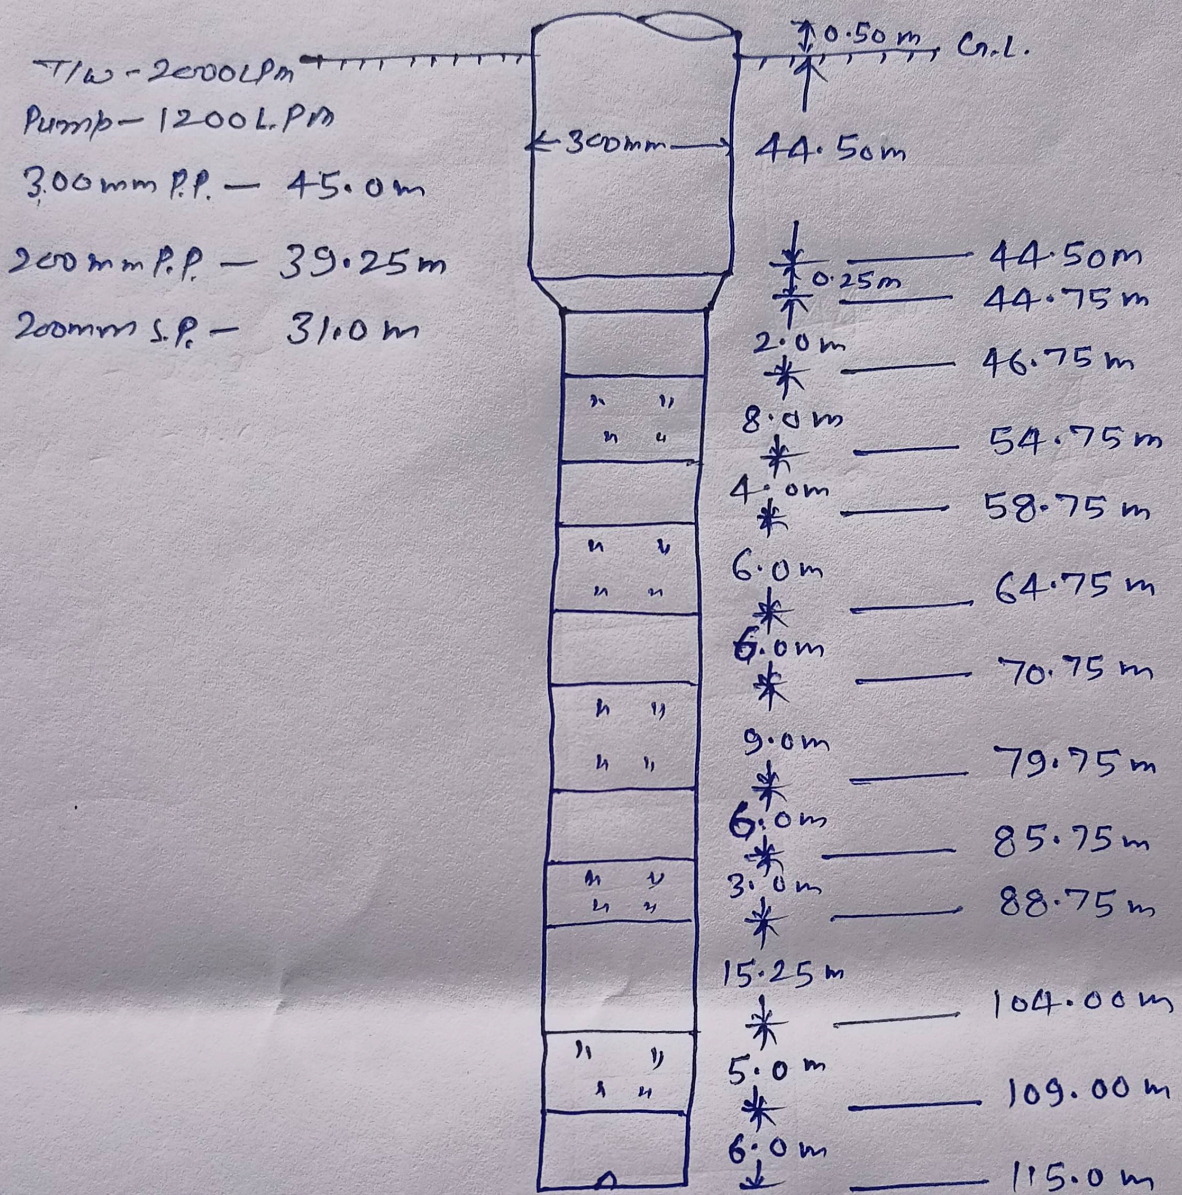 0.50m G.L.
T/W - 2000LPM
Pump - 1200 L.PM
300mm 44.50m
300mm P.P. - 45.0m
200mm P.P. - 39.25m
200mm S.P. - 31.0m
44.50m
0.25m
44.75m
2.0m
46.75m
8.0m
54.75m
4.0m
58.75m
6.0m
64.75m
6.0m
70.75m
9.0m
79.75m
6.0m
85.75m
3.0m
88.75m
15.25m
104.00m
5.0m
109.00m
6.0m
115.0m